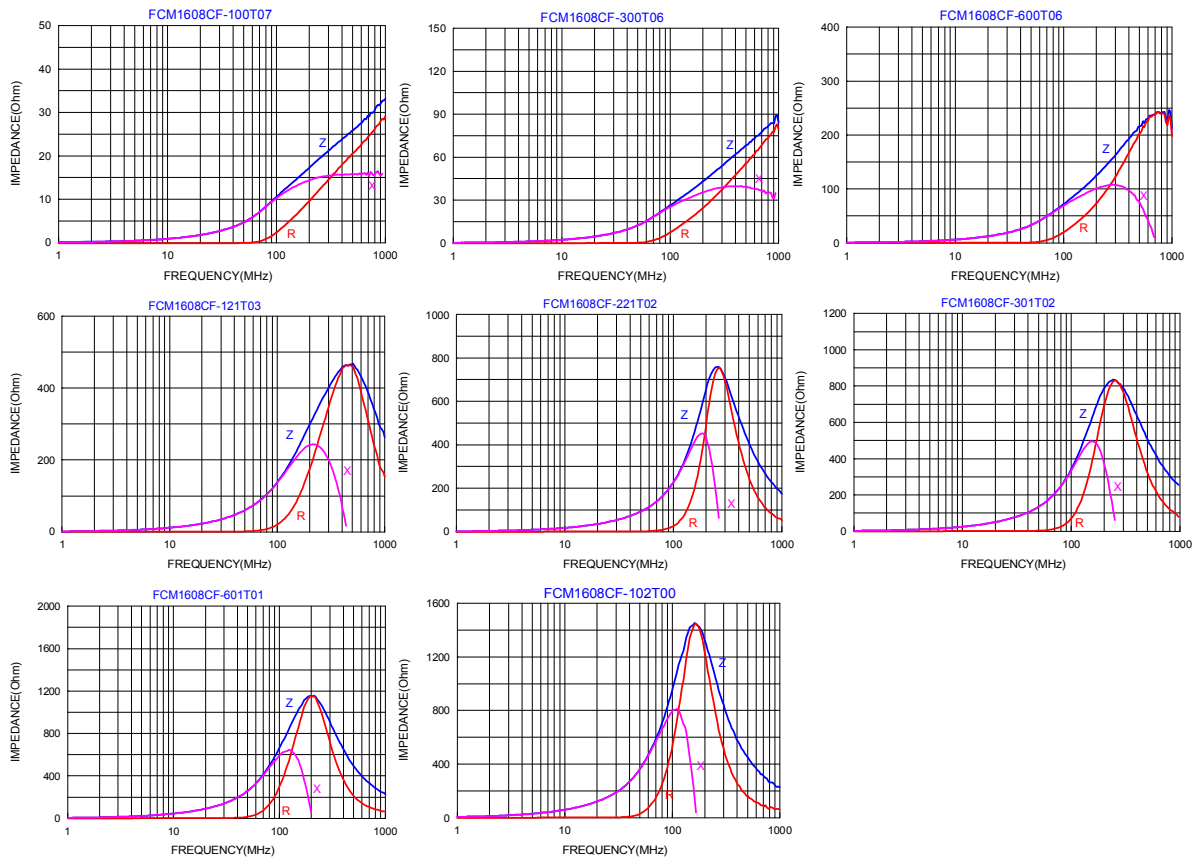 FCM1608CF-100T07
IMPEDANCE(Ohm)
50
40
30
20
10
0
Z
X
R
1
10
100
1000
FREQUENCY(MHz)
FCM1608CF-300T06
IMPEDANCE(Ohm)
150
120
90
60
30
0
Z
X
R
1
10
100
1000
FREQUENCY(MHz)
FCM1608CF-600T06
IMPEDANCE(Ohm)
400
300
200
100
0
Z
X
R
1
10
100
1000
FREQUENCY(MHz)
FCM1608CF-121T03
IMPEDANCE(Ohm)
600
400
200
0
Z
X
R
1
10
100
1000
FREQUENCY(MHz)
FCM1608CF-221T02
IMPEDANCE(Ohm)
1000
800
600
400
200
0
Z
X
R
1
10
100
1000
FREQUENCY(MHz)
FCM1608CF-301T02
IMPEDANCE(Ohm)
1200
1000
800
600
400
200
0
Z
X
R
1
10
100
1000
FREQUENCY(MHz)
FCM1608CF-601T01
IMPEDANCE(Ohm)
2000
1600
1200
800
400
0
Z
X
R
1
10
100
1000
FREQUENCY(MHz)
FCM1608CF-102T00
IMPEDANCE(Ohm)
1600
1400
1200
1000
800
600
400
200
0
Z
X
R
1
10
100
1000
FREQUENCY(MHz)